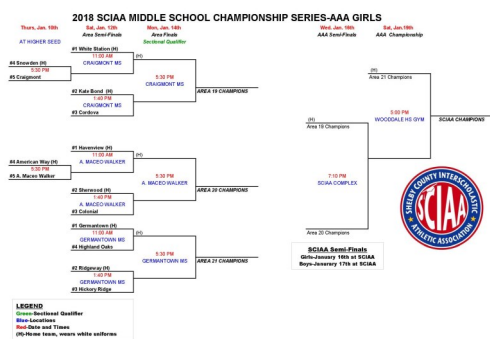 2018 SCIAA MIDDLE SCHOOL CHAMPIONSHIP SERIES-AAA GIRLS
Thurs, Jan. 10th
AT HIGHER SEED
Sat, Jan. 12th
Area Semi-Finals
Mon, Jan. 14th
Area Finals
Sectional Qualifier
Wed, Jan. 16th
AAA Semi-Finals
Sat, Jan.19th
AAA Championship
#1 White Station (H)
11:00 AM
(H)
CRAIGMONT MS
#4 Snowden (H)
5:30 PM
#5 Craigmont
5:30 PM
CRAIGMONT MS
AREA 19 CHAMPIONS
#2 Kate Bond (H)
1:40 PM
CRAIGMONT MS
#3 Cordova
#1 Havenview (H)
11:00 AM
(H)
A. MACEO WALKER
#4 American Way (H)
5:30 PM
#5 A. Maceo Walker
5:30 PM
A. MACEO WALKER
AREA 20 CHAMPIONS
#2 Sherwood (H)
1:40 PM
A. MACEO WALKER
#3 Colonial
#1 Germantown (H)
11:00 AM
(H)
GERMANTOWN MS
#4 Highland Oaks
5:30 PM
GERMANTOWN MS
AREA 21 CHAMPIONS
#2 Ridgeway (H)
1:40 PM
GERMANTOWN MS
#3 Hickory Ridge
(H)
Area 21 Champions
5:00 PM
WOODDALE HS GYM
SCIAA CHAMPIONS
(H)
Area 19 Champions
7:10 PM
SCIAA COMPLEX
Area 20 Champions
SHELBY COUNTY INTERSCHOLASTIC
SCIAA
ATHLETIC ASSOCIATION
SCIAA Semi-Finals
Girls-January 16th at SCIAA
Boys-Janurary 17th at SCIAA
LEGEND
Green-Sectional Qualifier
Blue-Locations
Red-Date and Times
(H)-Home team, wears white uniforms